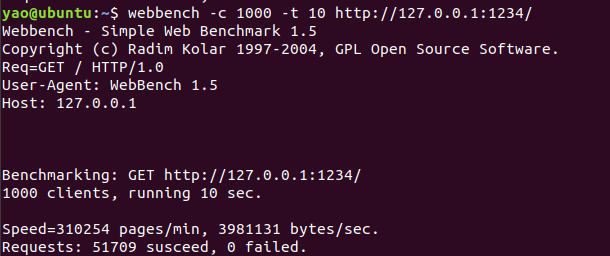 yao@ubuntu:~$ webbench -c 1000 -t 10 http://127.0.0.1:1234/
Webbench - Simple Web Benchmark 1.5
Copyright (c) Radim Kolar 1997-2004, GPL Open Source Software.
Req=GET / HTTP/1.0
User-Agent: WebBench 1.5
Host: 127.0.0.1
Benchmarking: GET http://127.0.0.1:1234/
1000 clients, running 10 sec.
Speed=310254 pages/min, 3981131 bytes/sec.
Requests: 51709 susceed, 0 failed.